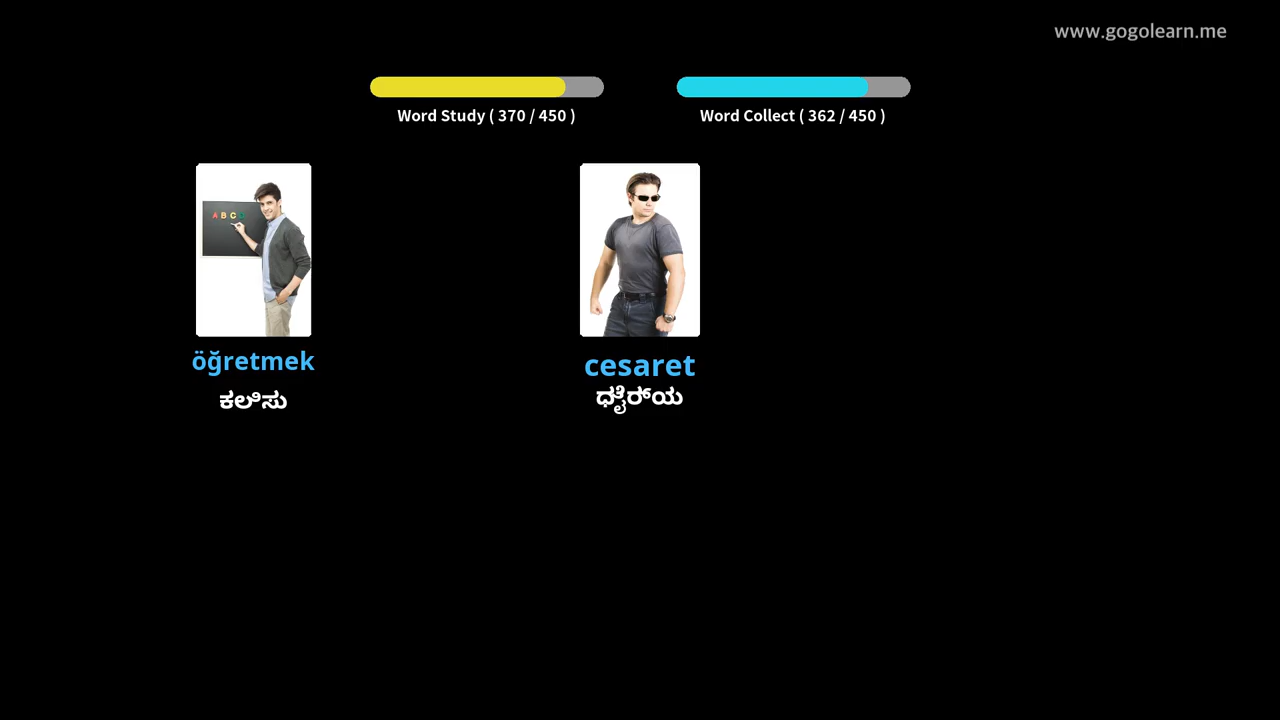 www.gogolearn.me
Word Study ( 370 / 450 )
Word Collect ( 362 / 450 )
A B C D
öğretmek
cesaret
ಕಲಿಸು
ಧೈರ್ಯ